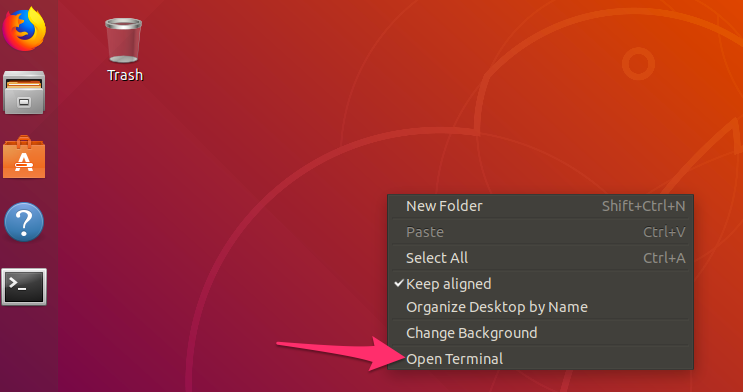 Trash
New Folder Shift+Ctrl+N
Paste Ctrl+V
Select All Ctrl+A
Keep aligned
Organize Desktop by Name
Change Background
Open Terminal